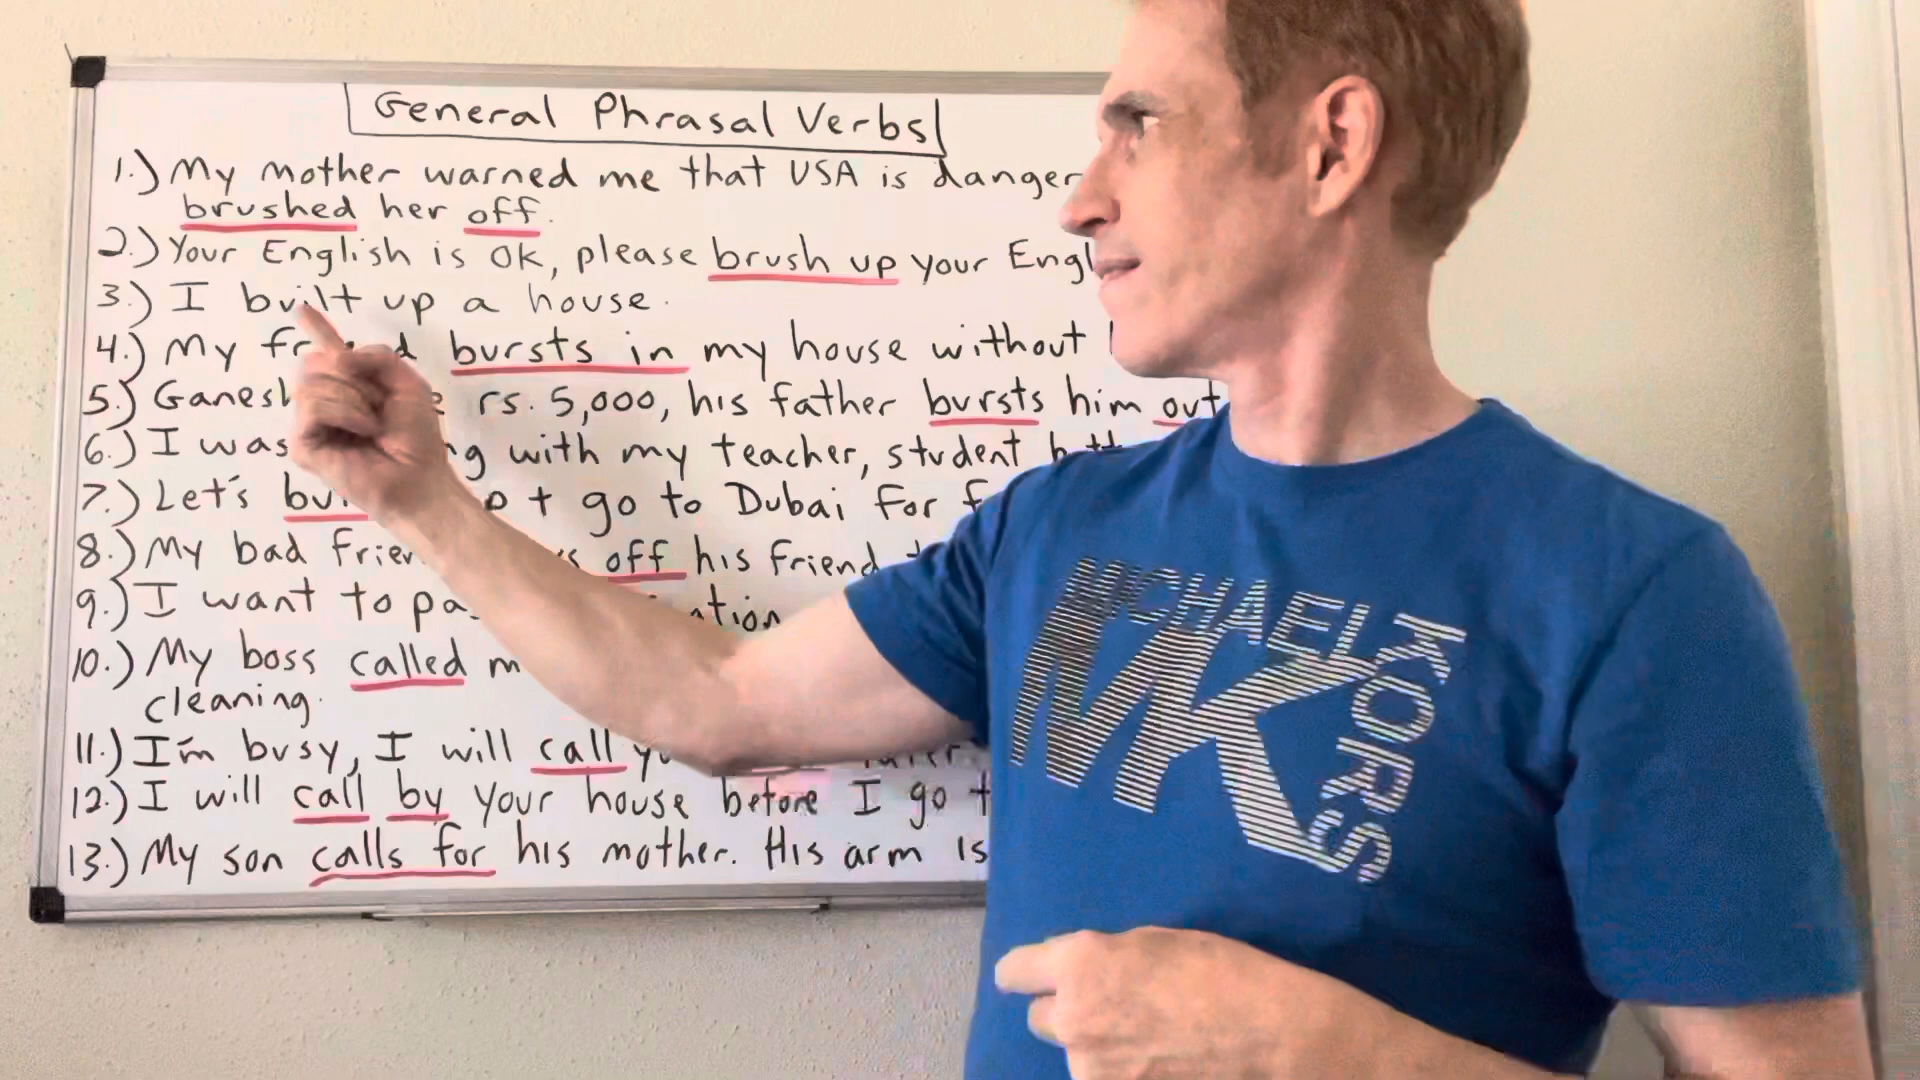 General Phrasal Verbs
1.) My mother warned me that USA is danger
brushed her off.
2.) Your English is ok, please brush up your Engl
3.) I built up a house.
4.) My bursts in my house without
5.) Ganesh rs. 5,000, his father bursts him out
6.) I was with my teacher, student
7.) Let's + go to Dubai for
8.) My bad off his friend
9.) I want to
10.) My boss called
cleaning.
11.) I'm busy, I will call
12.) I will call by your house before I go
13.) My son calls for his mother. His arm is
MICHAEL KORS
MK